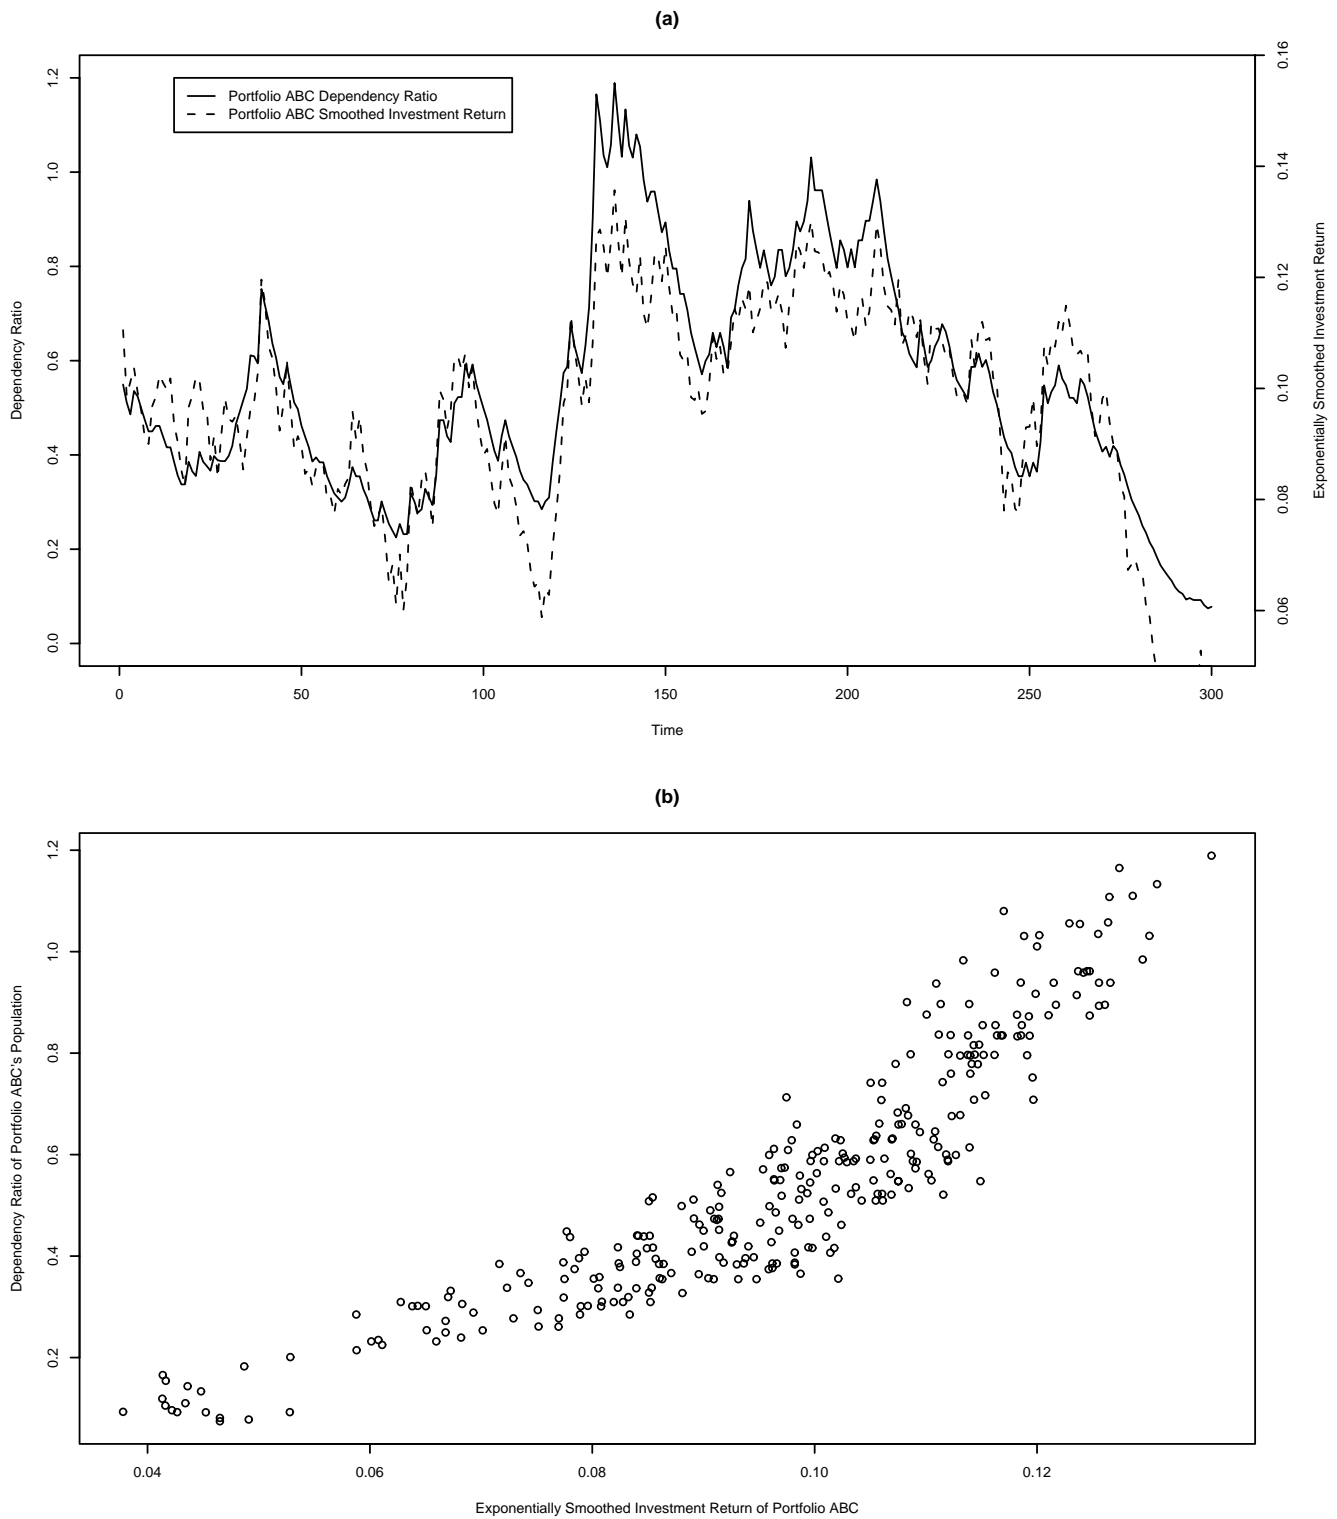 (a)
Portfolio ABC Dependency Ratio
Portfolio ABC Smoothed Investment Return
Dependency Ratio
0.0 0.2 0.4 0.6 0.8 1.0 1.2
Exponentially Smoothed Investment Return
0.06 0.08 0.10 0.12 0.14 0.16
0 50 100 150 200 250 300
Time
(b)
Dependency Ratio of Portfolio ABC's Population
0.2 0.4 0.6 0.8 1.0 1.2
0.04 0.06 0.08 0.10 0.12
Exponentially Smoothed Investment Return of Portfolio ABC